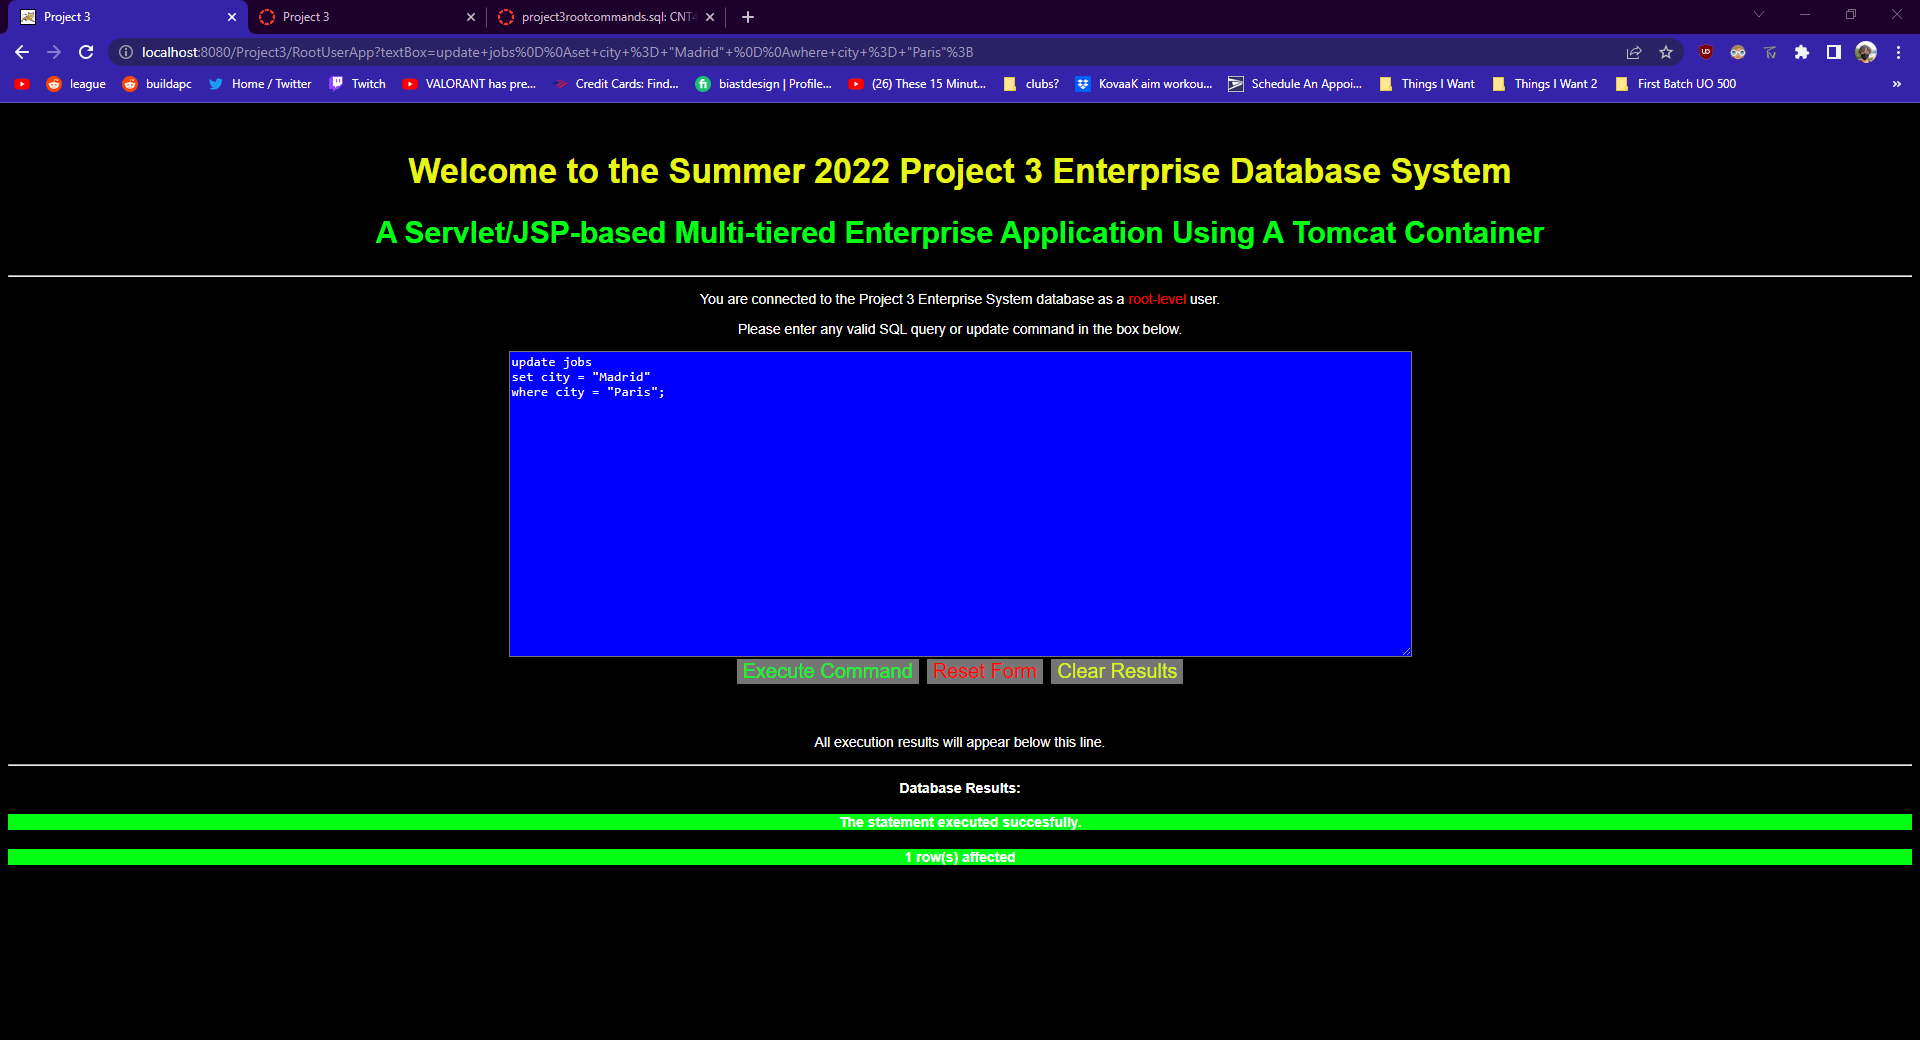 Project 3
Project 3
project3rootcommands.sql: CNT4
localhost:8080/Project3/RootUserApp?textBox=update+jobs%0D%0Aset+city+%3D+"Madrid"+%0D%0Awhere+city+%3D+"Paris"%3B
league
buildapc
Home / Twitter
Twitch
VALORANT has pre...
Credit Cards: Find...
biastdesign | Profile...
(26) These 15 Minut...
clubs?
KovaaK aim workou...
Schedule An Appoi...
Things I Want
Things I Want 2
First Batch UO 500
»
Welcome to the Summer 2022 Project 3 Enterprise Database System
A Servlet/JSP-based Multi-tiered Enterprise Application Using A Tomcat Container
You are connected to the Project 3 Enterprise System database as a root-level user.
Please enter any valid SQL query or update command in the box below.
update jobs
set city = "Madrid"
where city = "Paris";
Execute Command
Reset Form
Clear Results
All execution results will appear below this line.
Database Results:
The statement executed succesfully.
1 row(s) affected